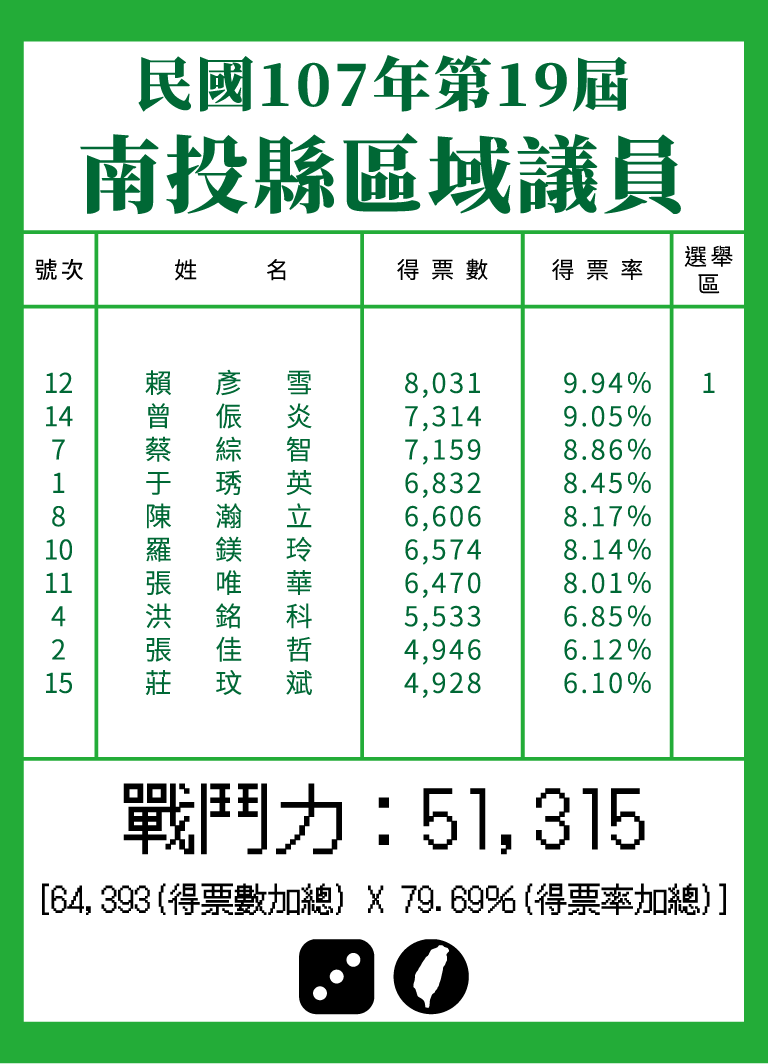 民國107年第19屆
南投縣區域議員
號次 姓名 得票數 得票率 選舉區
12 賴彥雪 8,031 9.94% 1
14 曾侲炎 7,314 9.05%
7 蔡綜智 7,159 8.86%
1 于琇英 6,832 8.45%
8 陳瀚立 6,606 8.17%
10 羅鎂玲 6,574 8.14%
11 張唯華 6,470 8.01%
4 洪銘科 5,533 6.85%
2 張佳哲 4,946 6.12%
15 莊玟斌 4,928 6.10%
戰鬥力：51,315
[64,393(得票數加總) X 79.69%(得票率加總)]